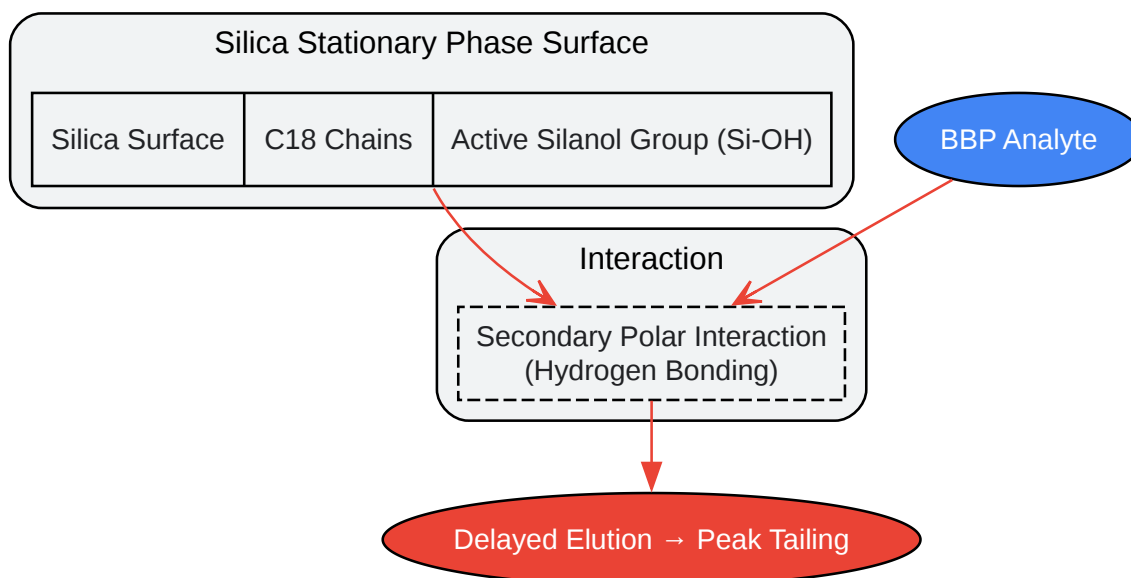 Silica Stationary Phase Surface
Silica Surface
C18 Chains
Active Silanol Group (Si-OH)
BBP Analyte
Interaction
Secondary Polar Interaction
(Hydrogen Bonding)
Delayed Elution → Peak Tailing